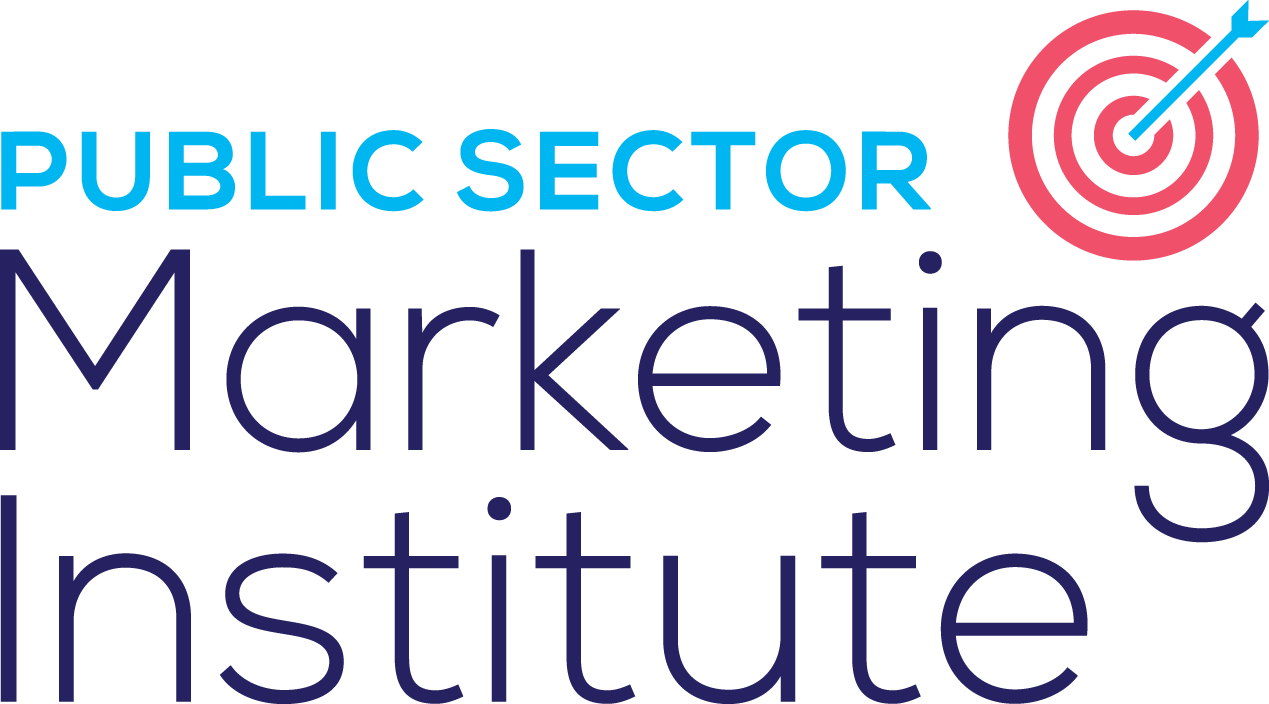 PUBLIC SECTOR
Marketing
Institute